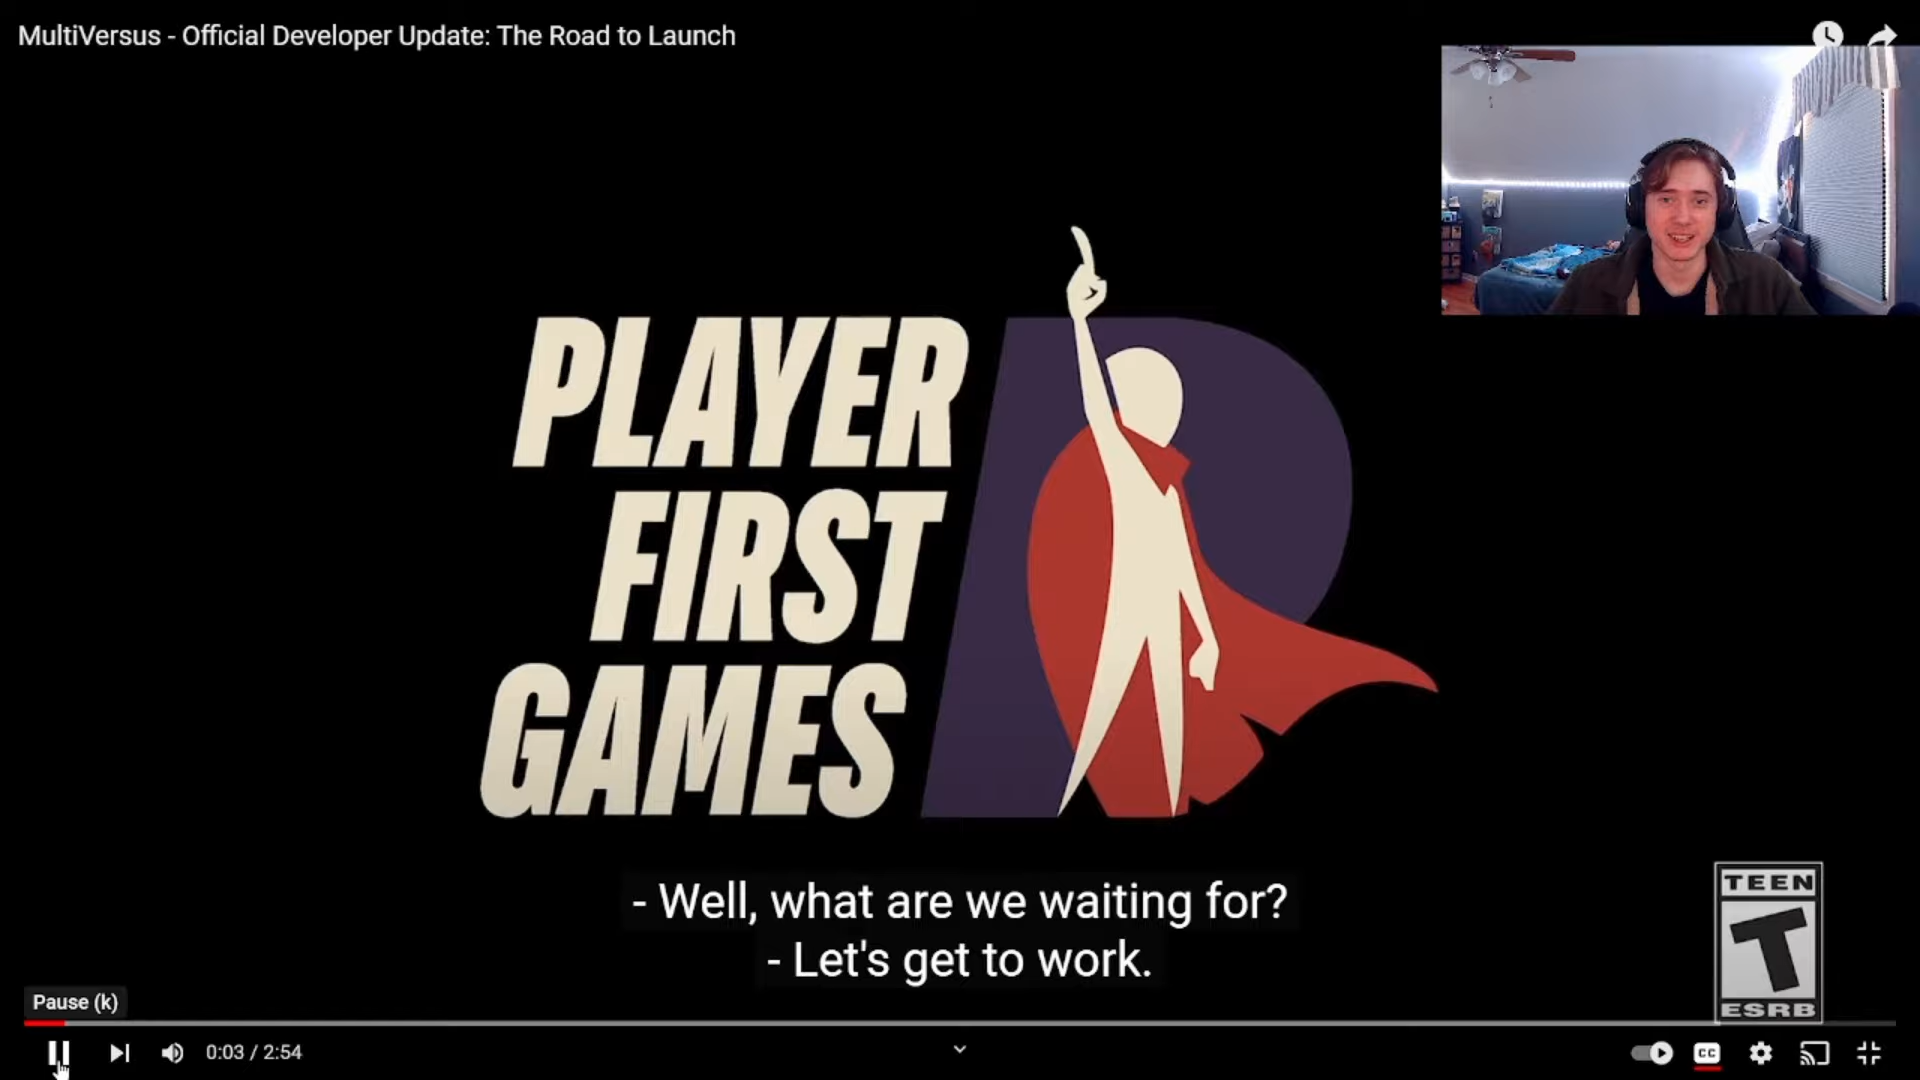 MultiVersus - Official Developer Update: The Road to Launch
PLAYER
FIRST
GAMES
- Well, what are we waiting for?
- Let's get to work.
TEEN
T
ESRB
Pause (k)
0:03 / 2:54
CC